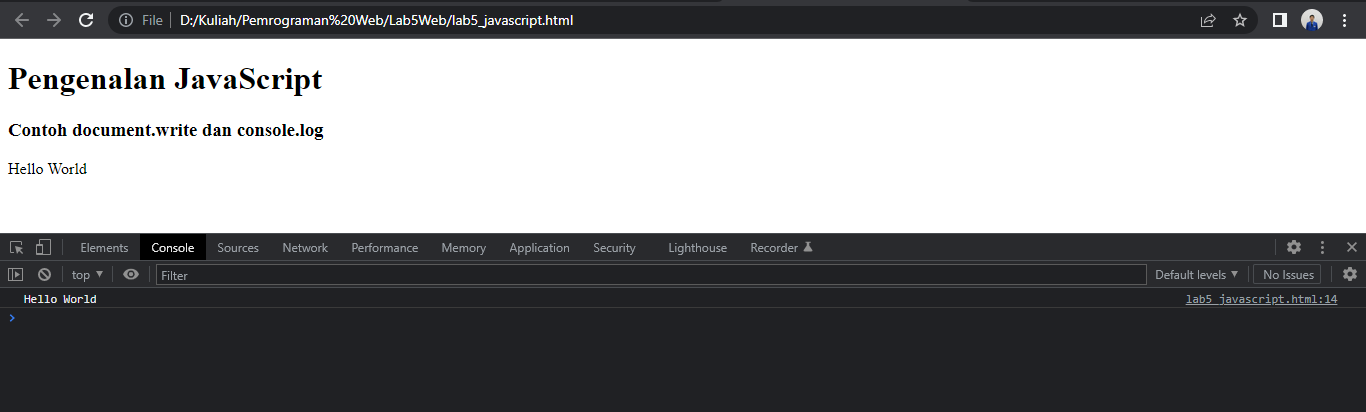 File D:/Kuliah/Pemrograman%20Web/Lab5Web/lab5_javascript.html
Pengenalan JavaScript
Contoh document.write dan console.log
Hello World
Elements Console Sources Network Performance Memory Application Security Lighthouse Recorder
top Filter Default levels No Issues
Hello World lab5_javascript.html:14